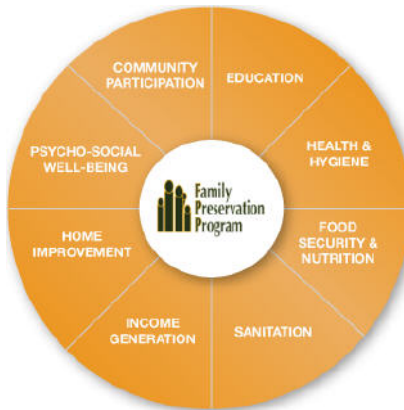 COMMUNITY
PARTICIPATION
EDUCATION
PSYCHO-SOCIAL
WELL-BEING
HEALTH &
HYGIENE
Family
Preservation
Program
HOME
IMPROVEMENT
FOOD
SECURITY &
NUTRITION
INCOME
GENERATION
SANITATION